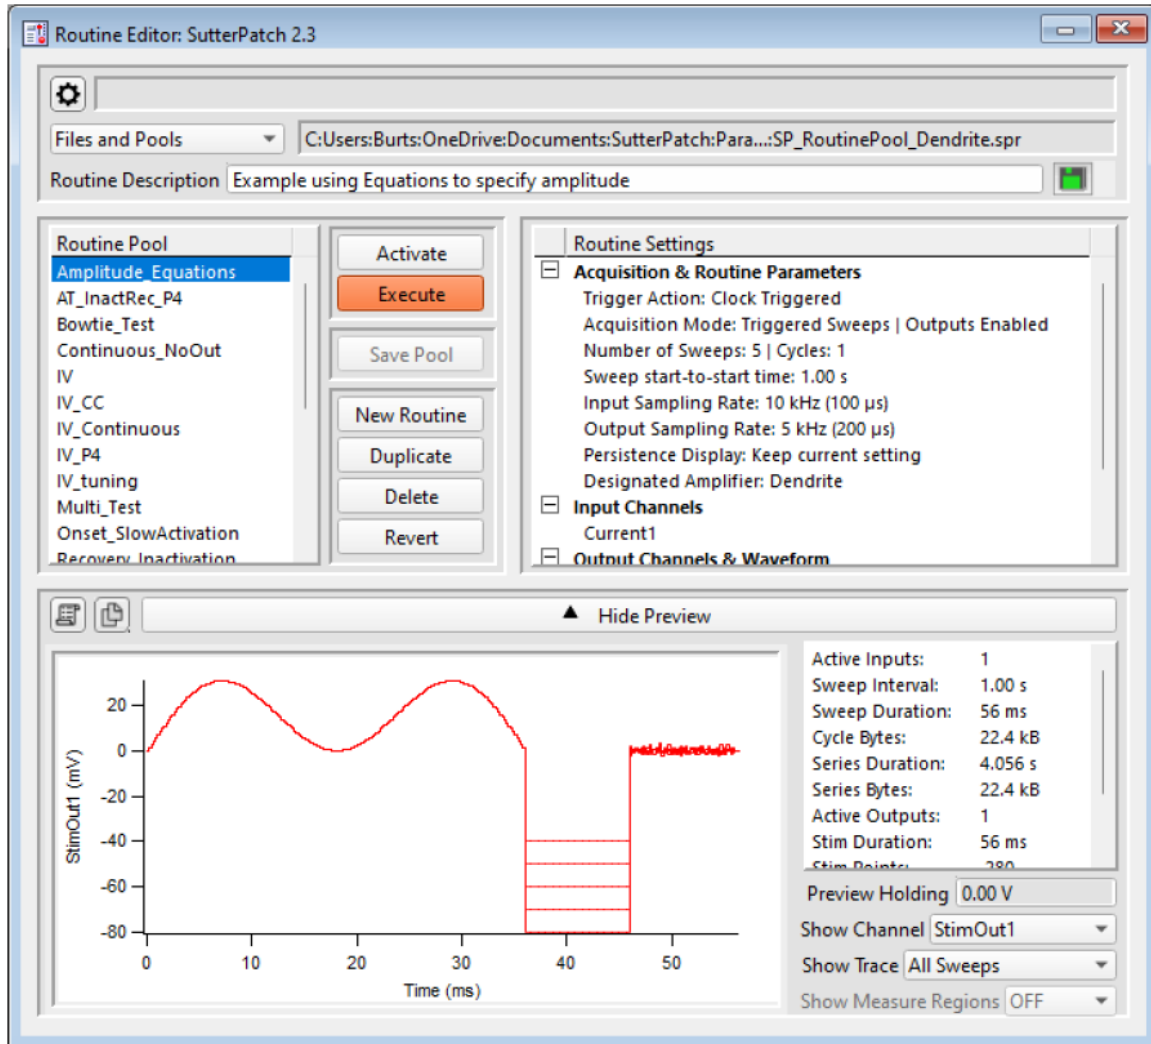 Routine Editor: SutterPatch 2.3
Files and Pools
C:Users:Burts:OneDrive:Documents:SutterPatch:Para...:SP_RoutinePool_Dendrite.spr
Routine Description Example using Equations to specify amplitude
Routine Pool
Amplitude_Equations
AT_InactRec_P4
Bowtie_Test
Continuous_NoOut
IV
IV_CC
IV_Continuous
IV_P4
IV_tuning
Multi_Test
Onset_SlowActivation
Recovery_Inactivation
Activate
Execute
Save Pool
New Routine
Duplicate
Delete
Revert
Routine Settings
Acquisition & Routine Parameters
Trigger Action: Clock Triggered
Acquisition Mode: Triggered Sweeps | Outputs Enabled
Number of Sweeps: 5 | Cycles: 1
Sweep start-to-start time: 1.00 s
Input Sampling Rate: 10 kHz (100 µs)
Output Sampling Rate: 5 kHz (200 µs)
Persistence Display: Keep current setting
Designated Amplifier: Dendrite
Input Channels
Current1
Output Channels & Waveform
Hide Preview
StimOut1 (mV)
20
0
-20
-40
-60
-80
0 10 20 30 40 50
Time (ms)
Active Inputs: 1
Sweep Interval: 1.00 s
Sweep Duration: 56 ms
Cycle Bytes: 22.4 kB
Series Duration: 4.056 s
Series Bytes: 22.4 kB
Active Outputs: 1
Stim Duration: 56 ms
Stim Points: 280
Preview Holding 0.00 V
Show Channel StimOut1
Show Trace All Sweeps
Show Measure Regions OFF